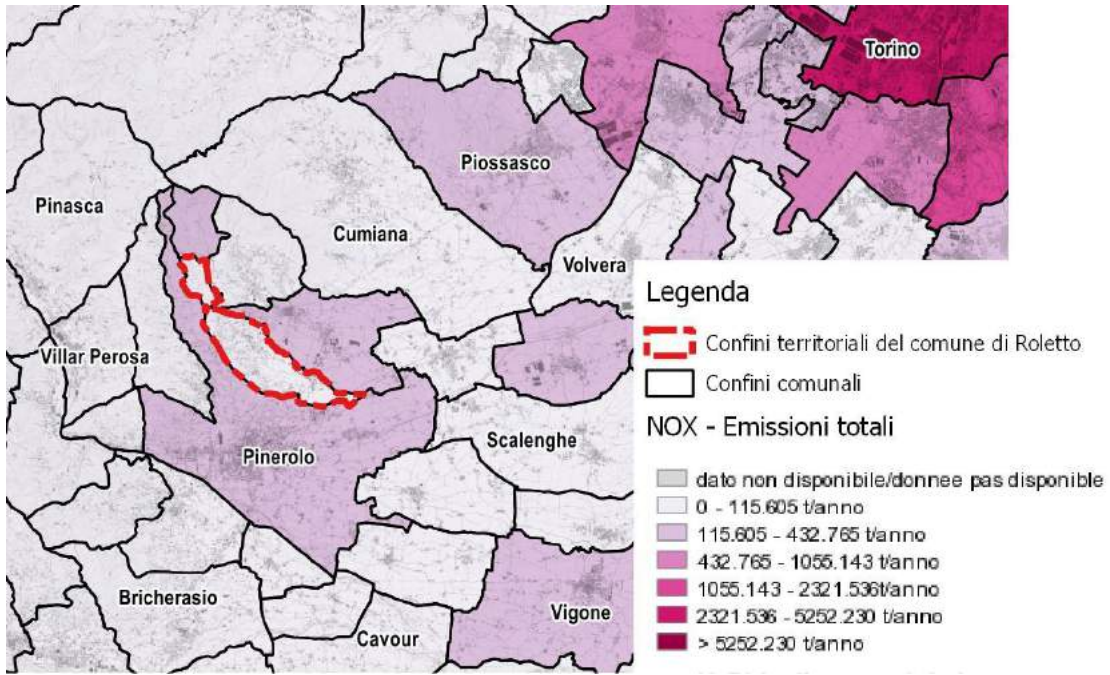 Torino
Piossasco
Pinasca
Cumiana
Volvera
Villar Perosa
Scalenghe
Pinerolo
Bricherasio
Vigone
Cavour
Legenda
Confini territoriali del comune di Roletto
Confini comunali
NOX - Emissioni totali
dato non disponibile/donnee pas disponible
0 - 115.605 t/anno
115.605 - 432.765 t/anno
432.765 - 1055.143 t/anno
1055.143 - 2321.536t/anno
2321.536 - 5252.230 t/anno
> 5252.230 t/anno